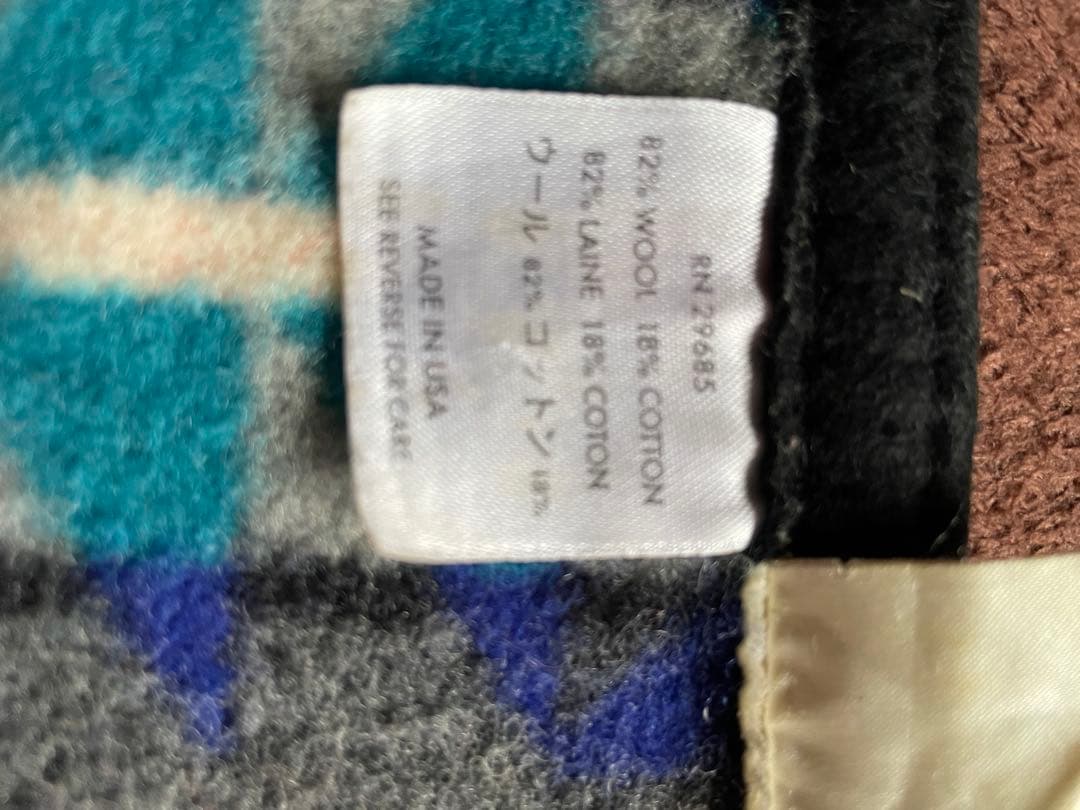 RN 29685
82% WOOL 18% COTTON
82% LAINE 18% COTON
ウール 82% コットン 18%
MADE IN USA
SEE REVERSE FOR CARE